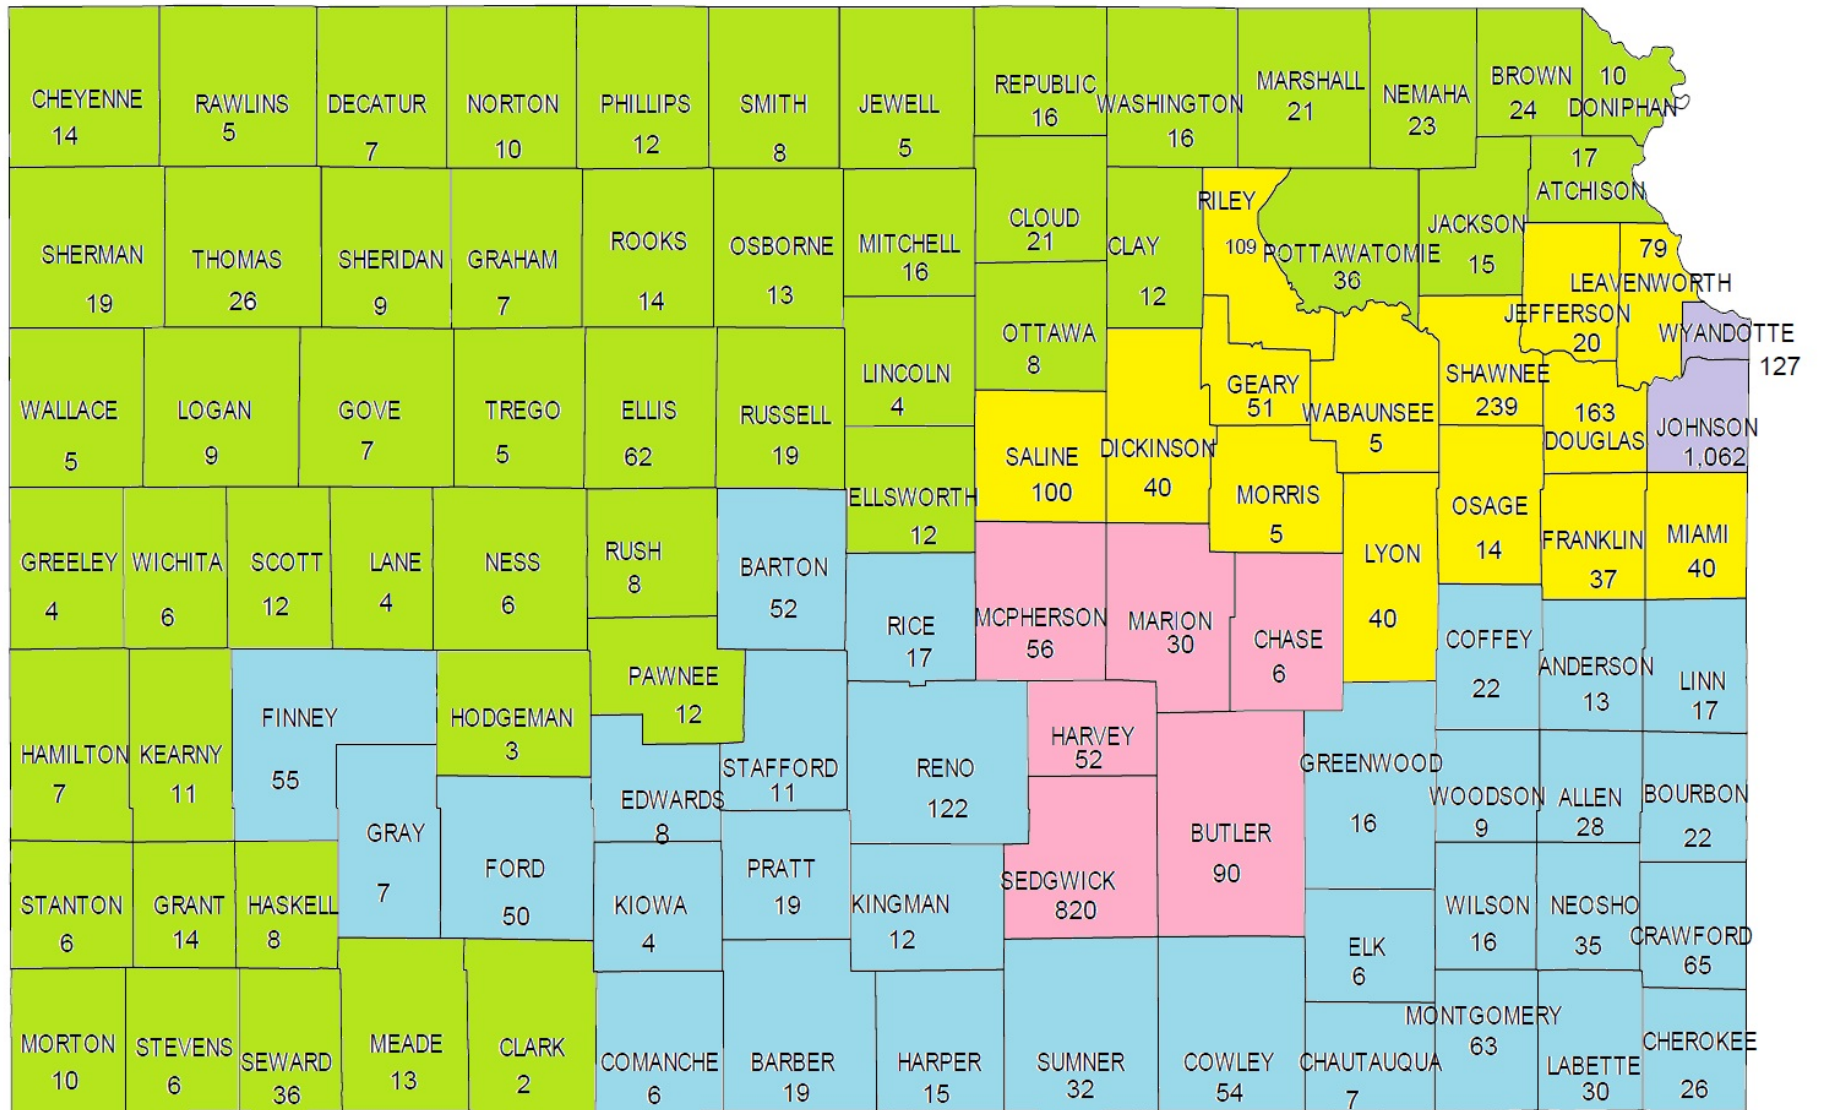 CHEYENNE
14
RAWLINS
5
DECATUR
7
NORTON
10
PHILLIPS
12
SMITH
8
JEWELL
5
REPUBLIC
16
WASHINGTON
16
MARSHALL
21
NEMAHA
23
BROWN
24
10
DONIPHAN
SHERMAN
19
THOMAS
26
SHERIDAN
9
GRAHAM
7
ROOKS
14
OSBORNE
13
MITCHELL
16
CLOUD
21
CLAY
12
RILEY
109
POTTAWATOMIE
36
JACKSON
15
17
ATCHISON
79
LEAVENWORTH
JEFFERSON
20
WYANDOTTE
127
WALLACE
5
LOGAN
9
GOVE
7
TREGO
5
ELLIS
62
RUSSELL
19
LINCOLN
4
OTTAWA
8
SALINE
100
DICKINSON
40
GEARY
51
WABAUNSEE
5
SHAWNEE
239
163
DOUGLAS
JOHNSON
1,062
ELLSWORTH
12
MORRIS
5
OSAGE
14
FRANKLIN
37
MIAMI
40
GREELEY
4
WICHITA
6
SCOTT
12
LANE
4
NESS
6
RUSH
8
BARTON
52
RICE
17
MCPHERSON
56
MARION
30
CHASE
6
LYON
40
COFFEY
22
ANDERSON
13
LINN
17
HAMILTON
7
KEARNY
11
FINNEY
55
HODGEMAN
3
PAWNEE
12
STAFFORD
11
EDWARDS
8
RENO
122
HARVEY
52
GREENWOOD
16
WOODSON
9
ALLEN
28
BOURBON
22
GRAY
7
FORD
50
KIOWA
4
PRATT
19
KINGMAN
12
SEDGWICK
820
BUTLER
90
STANTON
6
GRANT
14
HASKELL
8
ELK
6
WILSON
16
NEOSHO
35
CRAWFORD
65
MORTON
10
STEVENS
6
SEWARD
36
MEADE
13
CLARK
2
COMANCHE
6
BARBER
19
HARPER
15
SUMNER
32
COWLEY
54
CHAUTAUQUA
7
MONTGOMERY
63
LABETTE
30
CHEROKEE
26